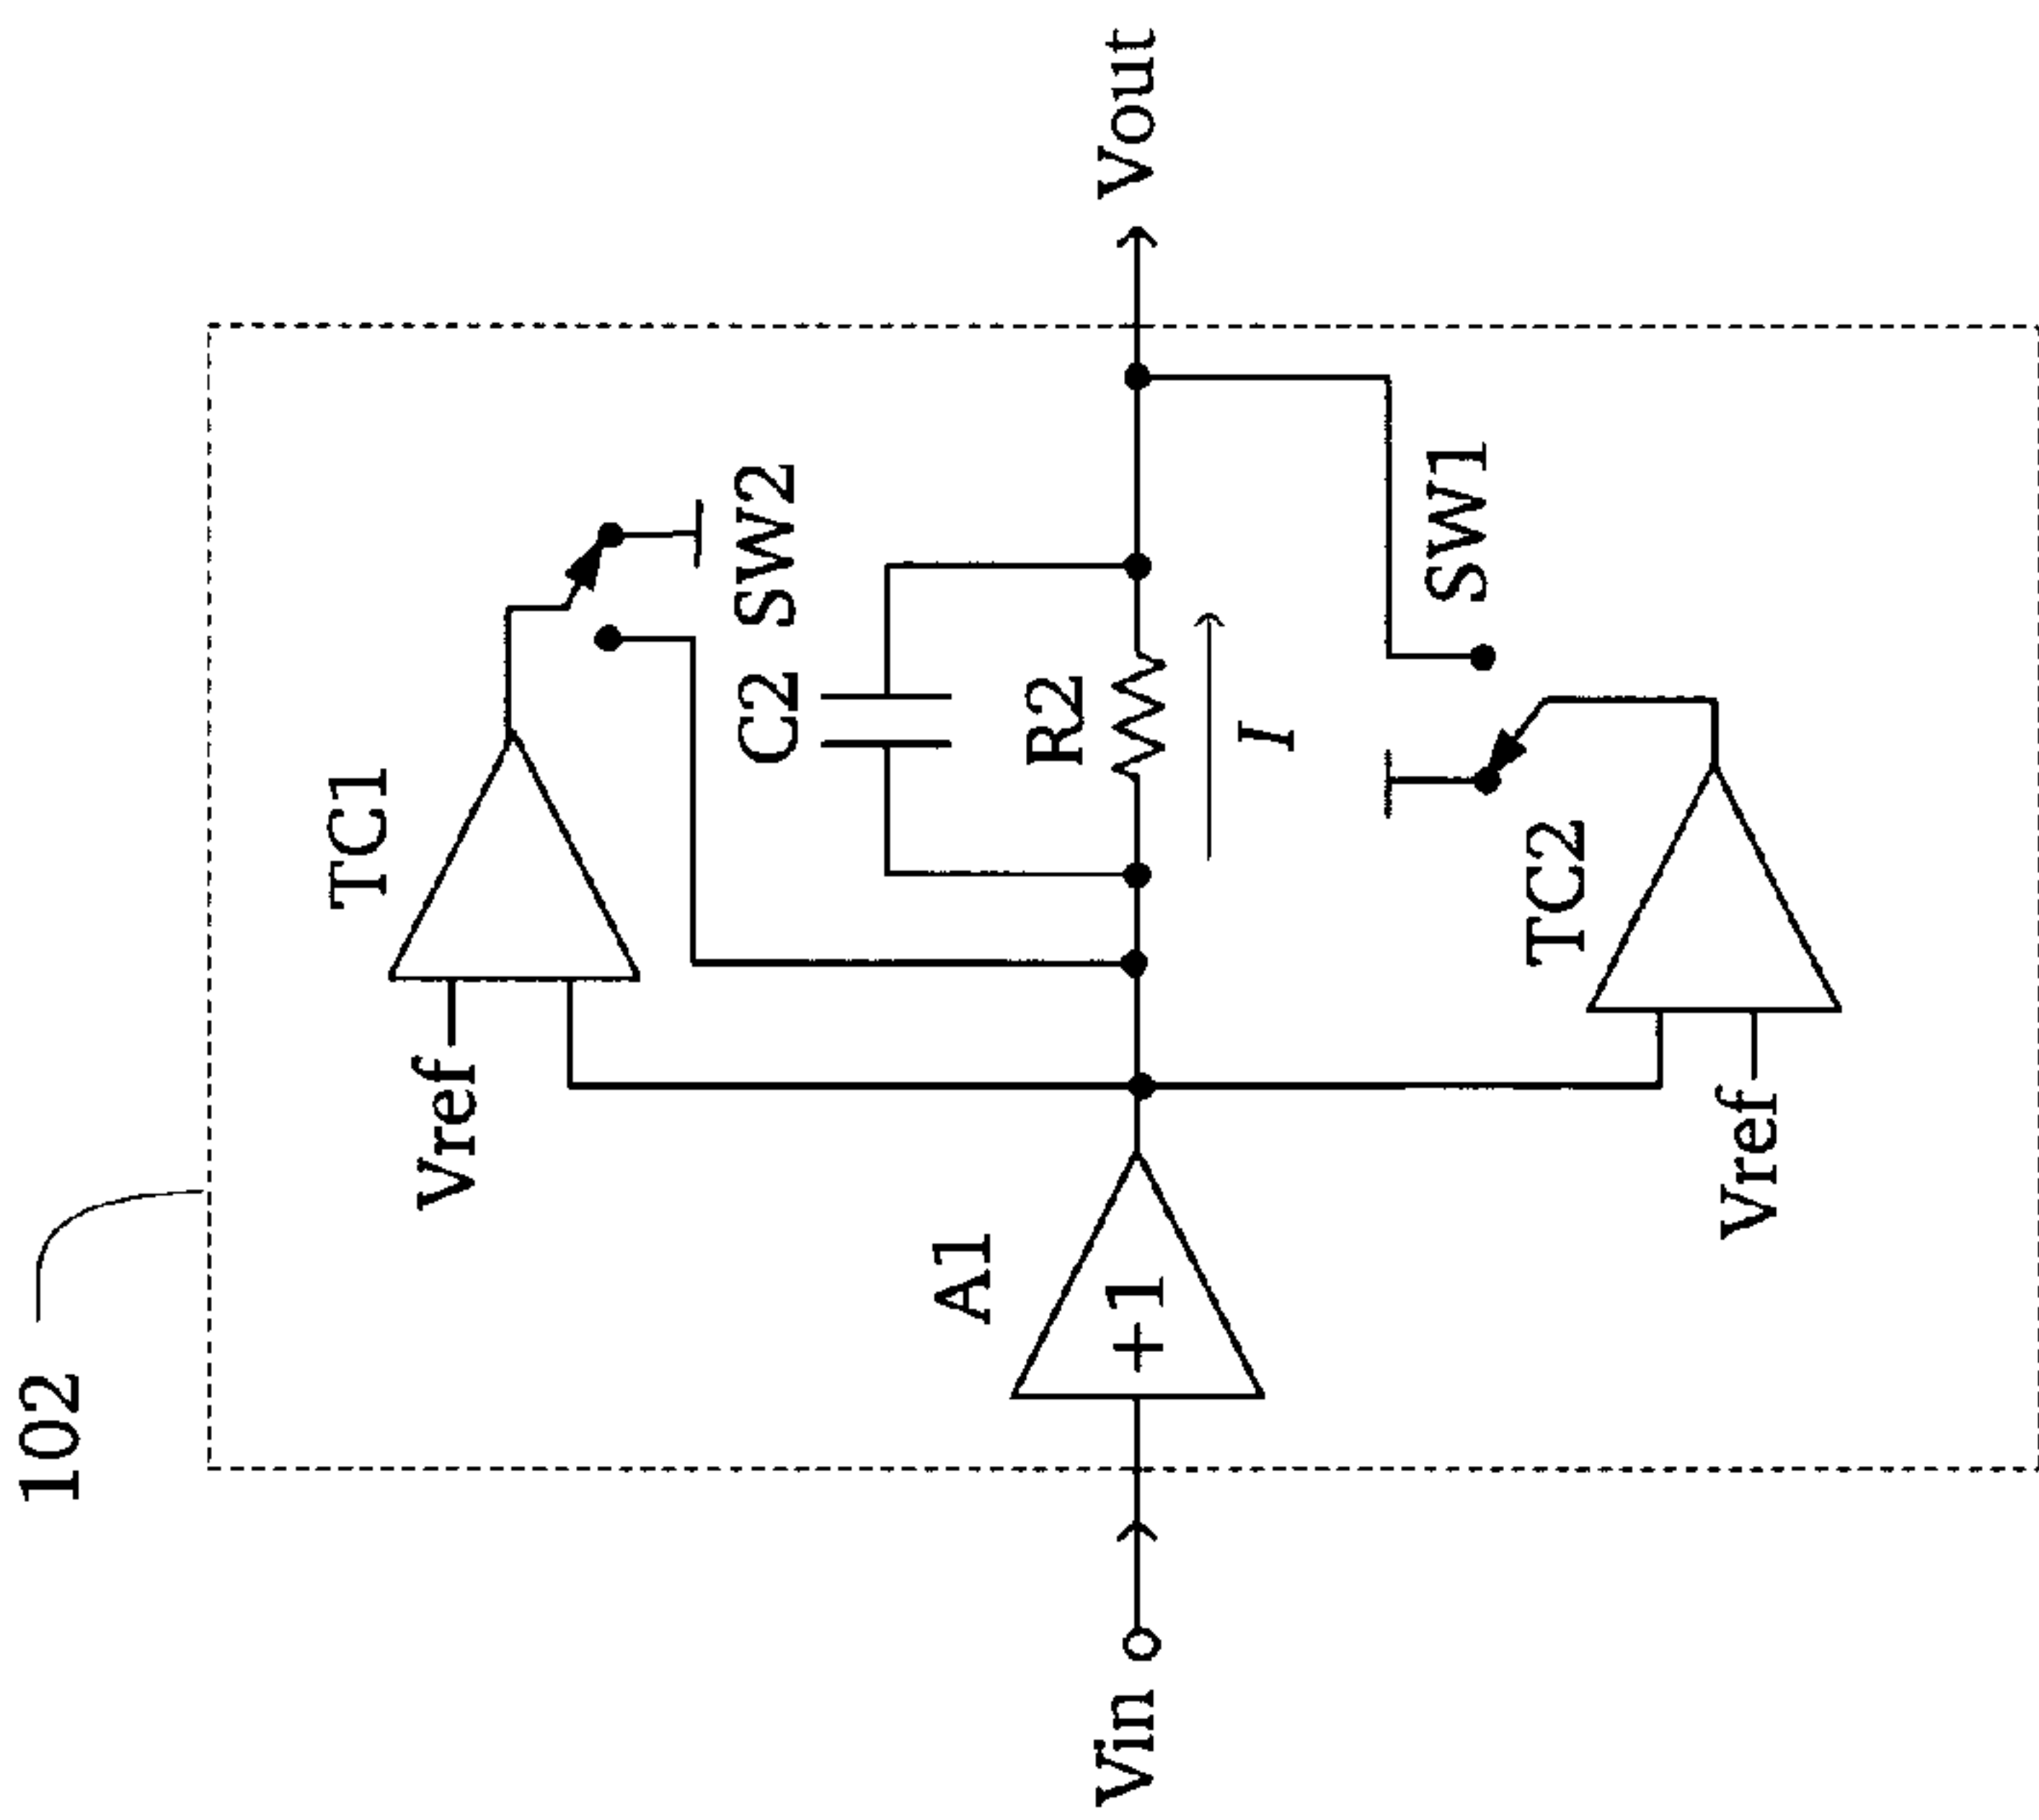 102
Vin
A1
+1
Vref
TC1
SW2
C2
R2
I
Vref
TC2
SW1
Vout